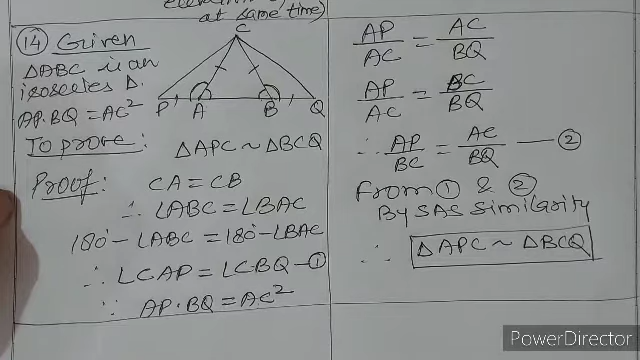 at same time)
(14) Given
ΔABC is an
isosceles Δ.
AP·BQ = AC²
C
P A B Q
To prove:
ΔAPC ~ ΔBCQ
Proof: CA = CB
∴ ∠ABC = ∠BAC
180° - ∠ABC = 180° - ∠BAC
∴ ∠CAP = ∠CBQ - ①
∵ AP·BQ = AC²
AP/AC = AC/BQ
AP/AC = BC/BQ
∴ AP/BC = AC/BQ — ②
From ① & ②
By SAS similarity
∴ ΔAPC ~ ΔBCQ
PowerDirector